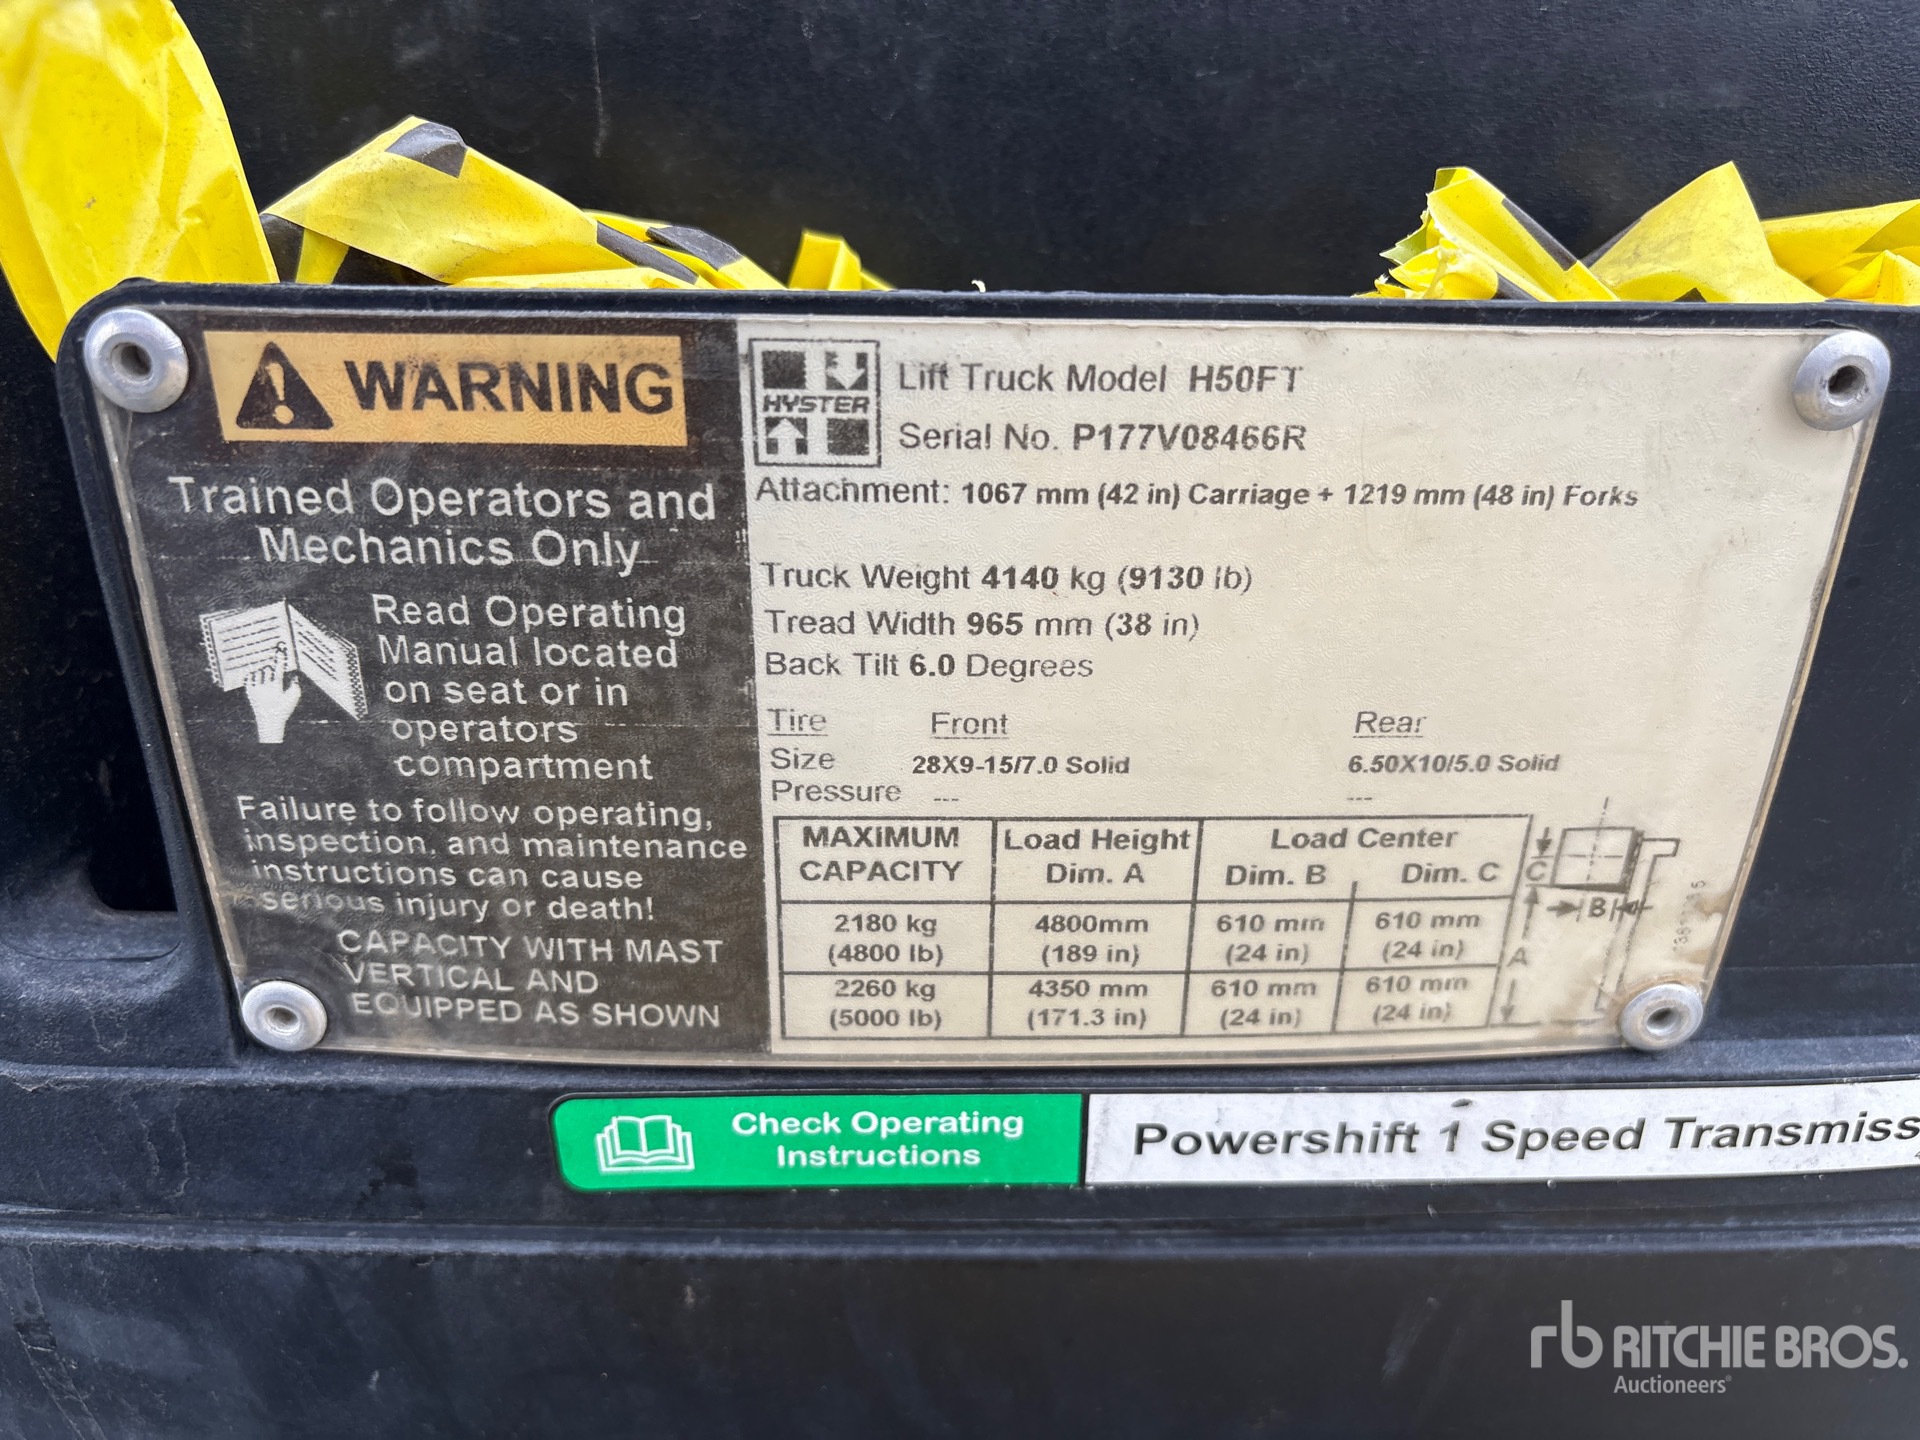 WARNING
Trained Operators and
Mechanics Only
Read Operating
Manual located
on seat or in
operators
compartment
Failure to follow operating,
inspection, and maintenance
instructions can cause
serious injury or death!
CAPACITY WITH MAST
VERTICAL AND
EQUIPPED AS SHOWN
HYSTER
Lift Truck Model H50FT
Serial No. P177V08466R
Attachment: 1067 mm (42 in) Carriage + 1219 mm (48 in) Forks
Truck Weight 4140 kg (9130 lb)
Tread Width 965 mm (38 in)
Back Tilt 6.0 Degrees
Tire Front Rear
Size 28X9-15/7.0 Solid 6.50X10/5.0 Solid
Pressure --- ---
MAXIMUM Load Height Load Center
CAPACITY Dim. A Dim. B Dim. C
2180 kg 4800mm 610 mm 610 mm
(4800 lb) (189 in) (24 in) (24 in)
2260 kg 4350 mm 610 mm 610 mm
(5000 lb) (171.3 in) (24 in) (24 in)
C
B
A
Check Operating
Instructions
Powershift 1 Speed Transmiss
rb RITCHIE BROS.
Auctioneers